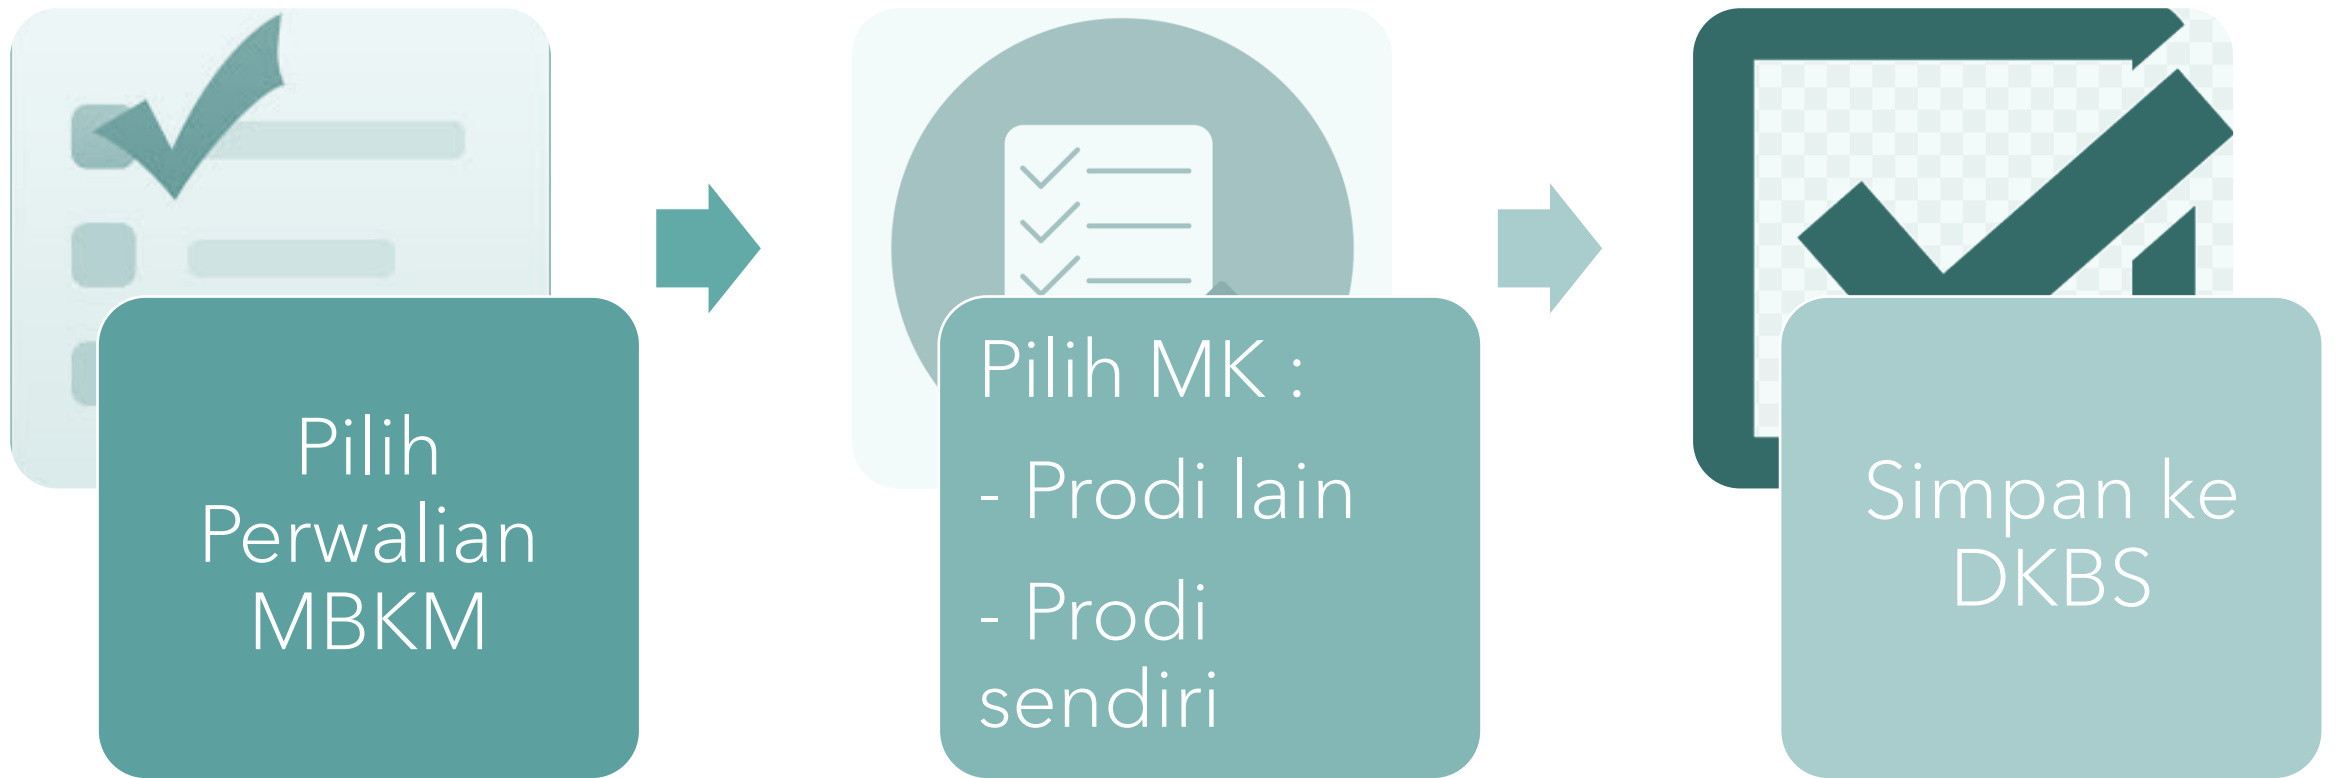 Pilih
Perwalian
MBKM
Pilih MK :
- Prodi lain
- Prodi
sendiri
Simpan ke
DKBS